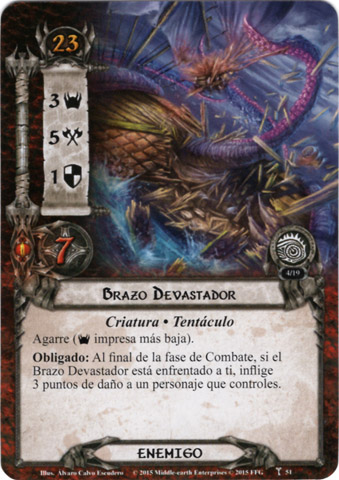 23
3
5
1
7
4/19
Brazo Devastador
Criatura • Tentáculo
Agarre ( impresa más baja).
Obligado: Al final de la fase de Combate, si el
Brazo Devastador está enfrentado a ti, inflige
3 puntos de daño a un personaje que controles.
ENEMIGO
Illus. Álvaro Calvo Escudero © 2015 Middle-earth Enterprises © 2015 FFG 51